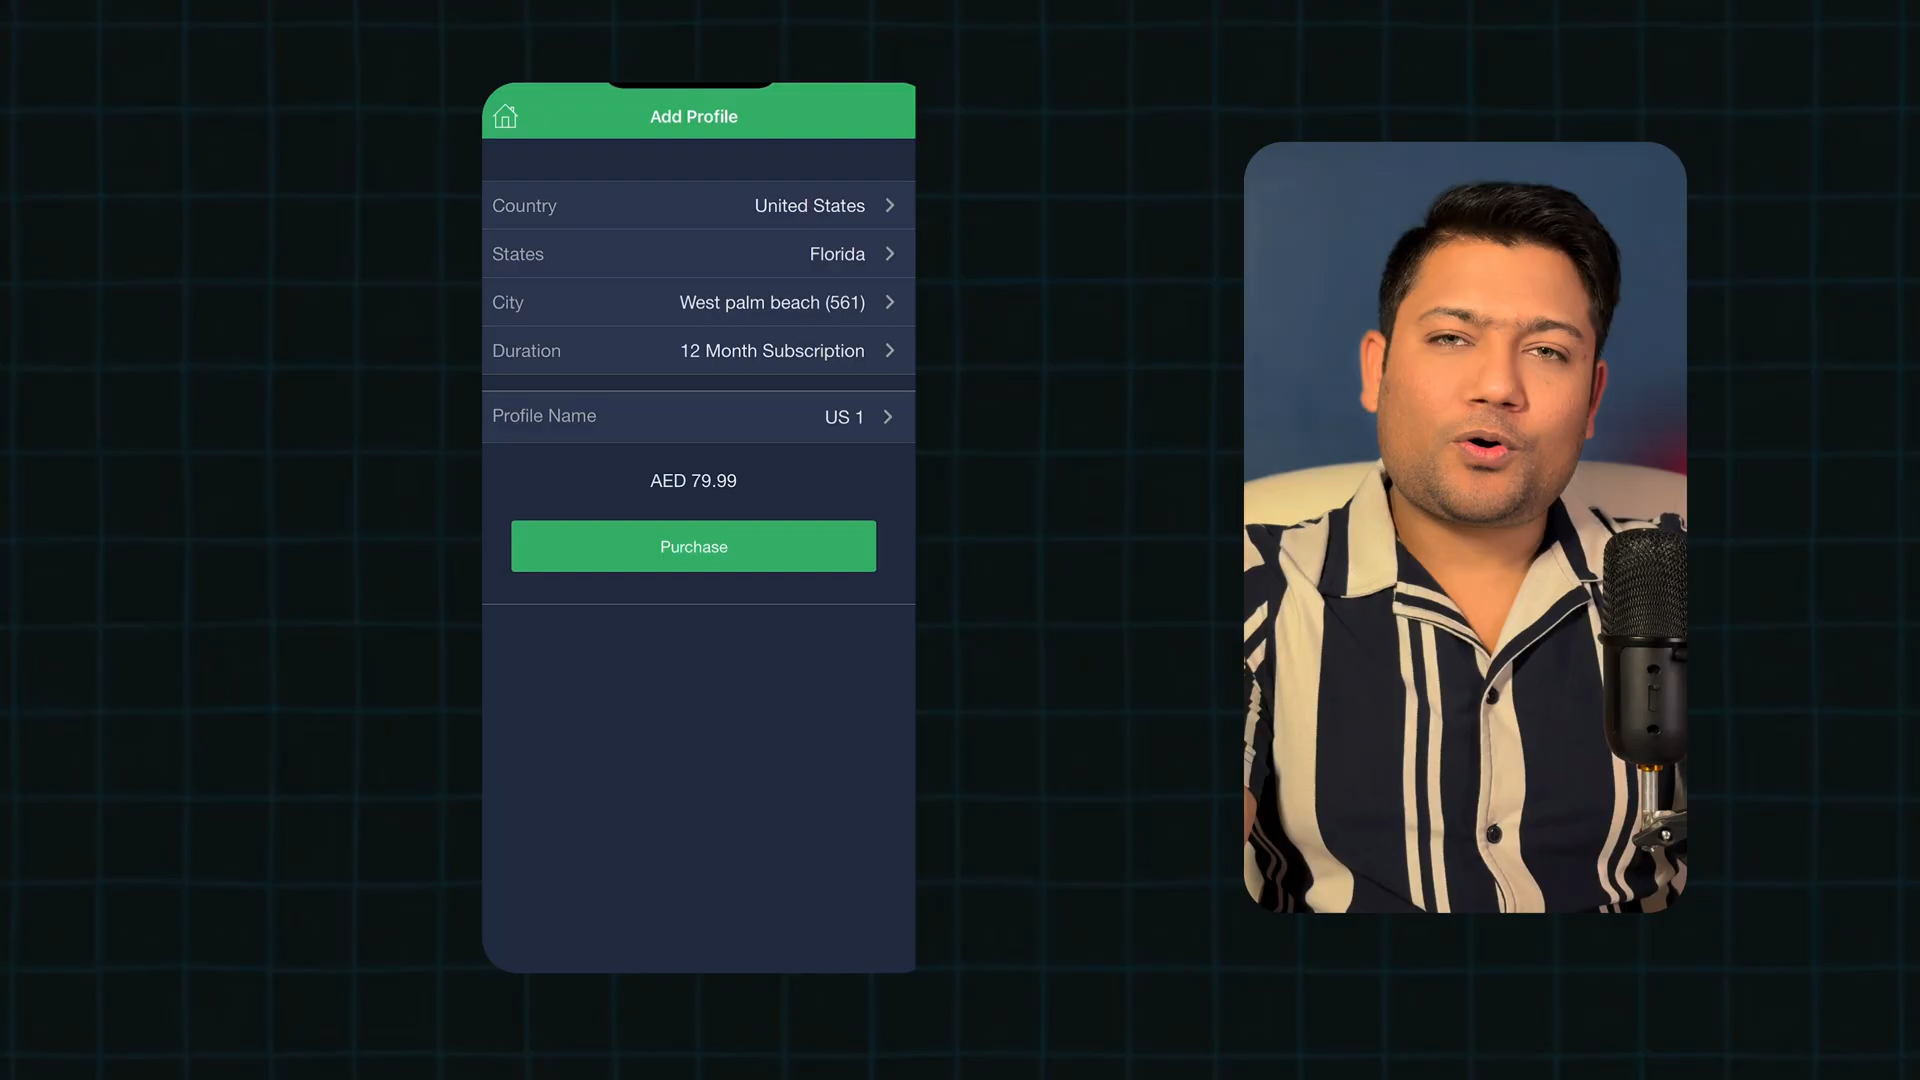 Add Profile
Country United States
States Florida
City West palm beach (561)
Duration 12 Month Subscription
Profile Name US 1
AED 79.99
Purchase